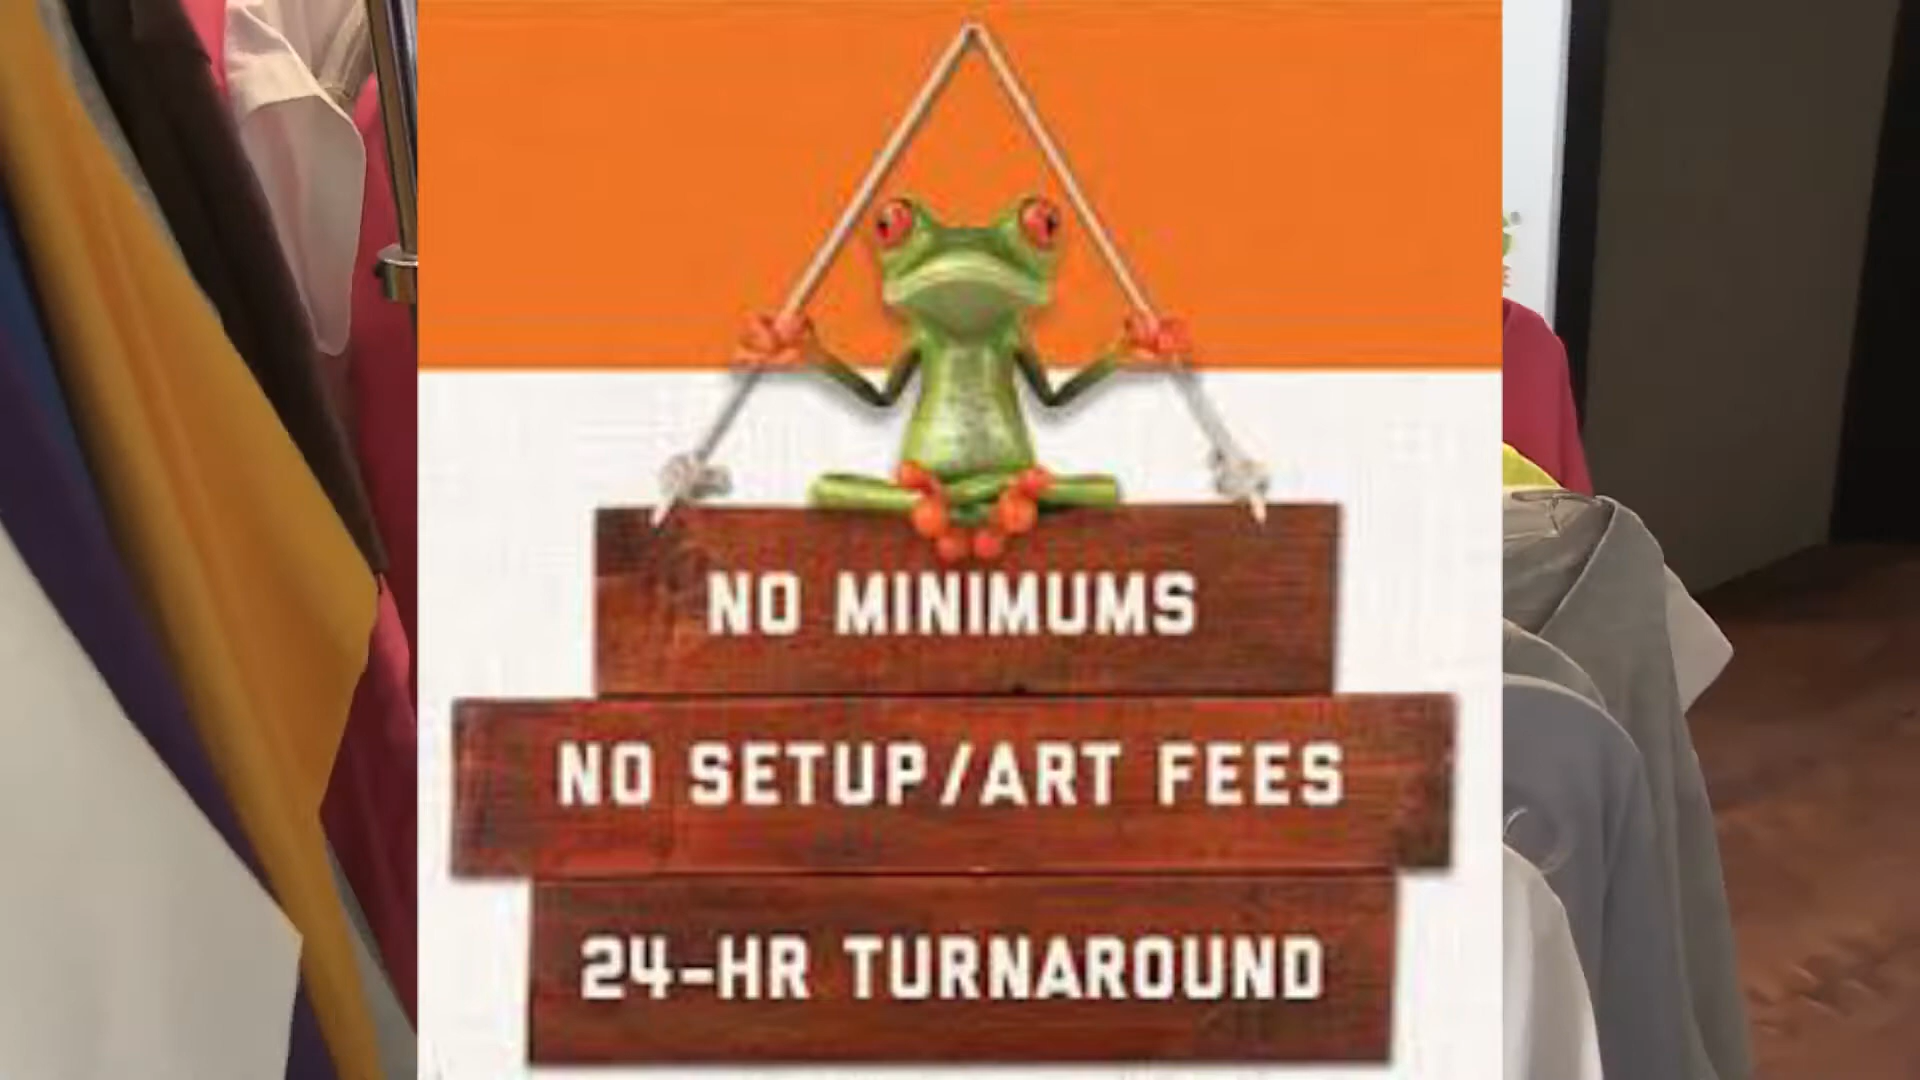 NO MINIMUMS
NO SETUP/ART FEES
24-HR TURNAROUND